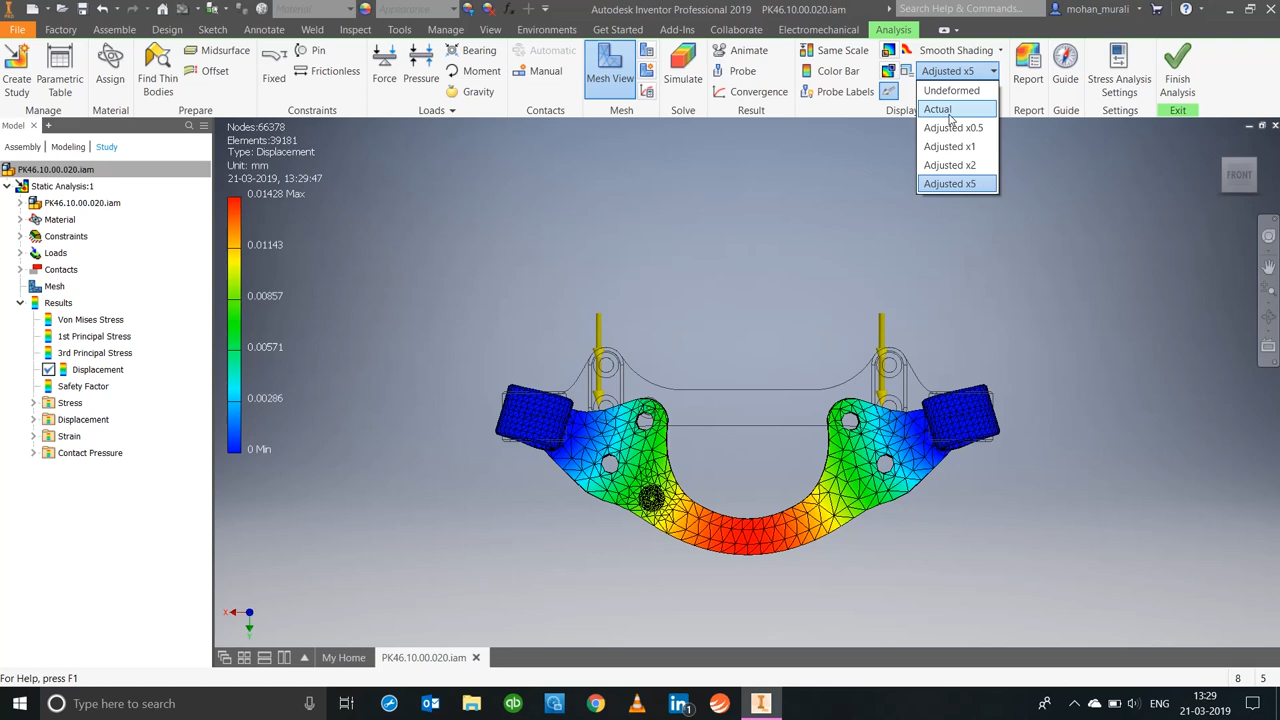 Material
Appearance
Autodesk Inventor Professional 2019 PK46.10.00.020.iam
Search Help & Commands...
mohan_murali
File Factory Assemble Design Sketch Annotate Weld Inspect Tools Manage View Environments Get Started Add-Ins Collaborate Electromechanical Analysis
Create Study
Parametric Table
Manage
Assign
Material
Find Thin Bodies
Midsurface
Offset
Prepare
Fixed
Pin
Frictionless
Constraints
Force
Pressure
Bearing
Moment
Gravity
Loads
Automatic
Manual
Contacts
Mesh View
Mesh
Simulate
Solve
Animate
Probe
Convergence
Result
Same Scale
Color Bar
Probe Labels
Smooth Shading
Adjusted x5
Display
Undeformed
Actual
Adjusted x0.5
Adjusted x1
Adjusted x2
Adjusted x5
Report
Report
Guide
Guide
Stress Analysis Settings
Settings
Finish Analysis
Exit
Model
Assembly Modeling Study
PK46.10.00.020.iam
Static Analysis:1
PK46.10.00.020.iam
Material
Constraints
Loads
Contacts
Mesh
Results
Von Mises Stress
1st Principal Stress
3rd Principal Stress
Displacement
Safety Factor
Stress
Displacement
Strain
Contact Pressure
Nodes:66378
Elements:39181
Type: Displacement
Unit: mm
21-03-2019, 13:29:47
0.01428 Max
0.01143
0.00857
0.00571
0.00286
0 Min
FRONT
X
Y
My Home
PK46.10.00.020.iam
For Help, press F1
8 5
Type here to search
1
ENG
13:29
21-03-2019